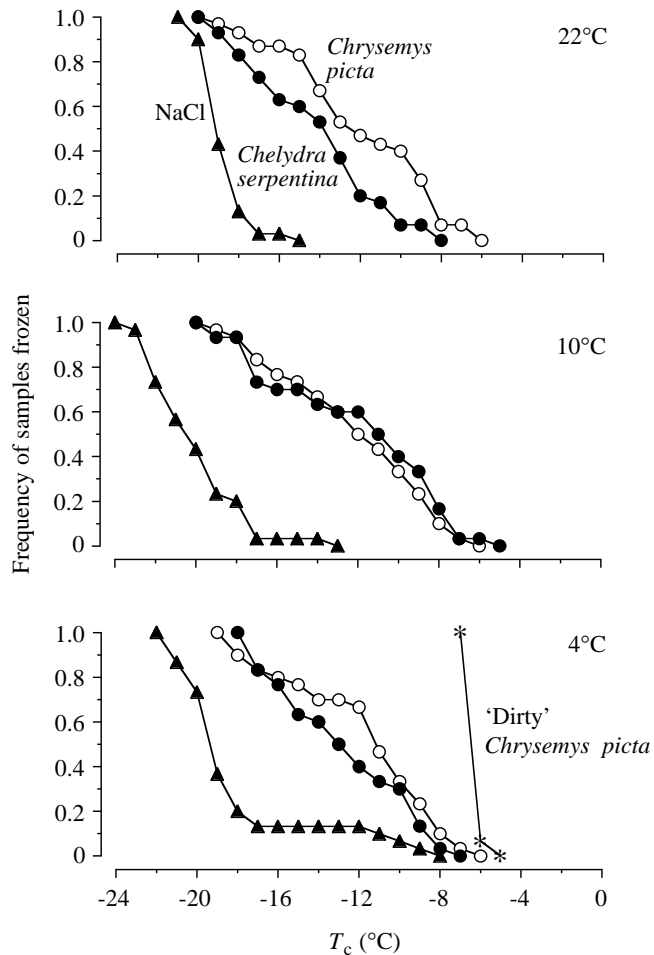 1.0
0.8
0.6
0.4
0.2
0
22°C
Chrysemys
picta
NaCl
Chelydra
serpentina
Frequency of samples frozen
1.0
0.8
0.6
0.4
0.2
0
10°C
1.0
0.8
0.6
0.4
0.2
0
4°C
'Dirty'
Chrysemys picta
-24 -20 -16 -12 -8 -4 0
Tc (°C)